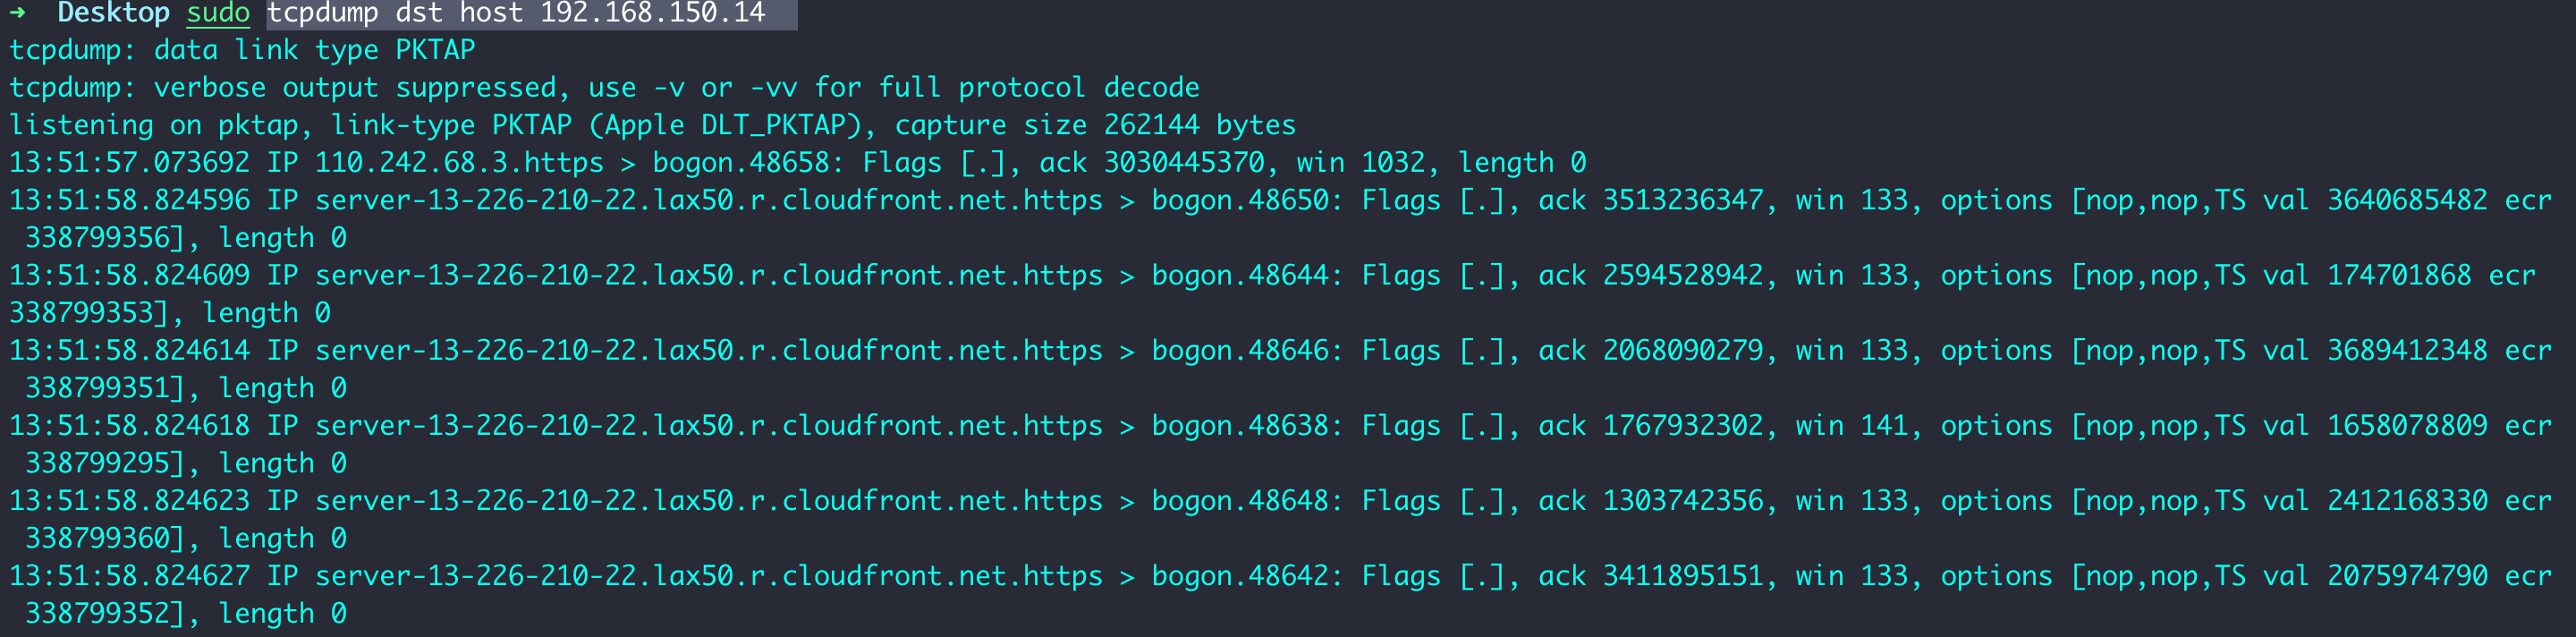 ➜  Desktop sudo tcpdump dst host 192.168.150.14
tcpdump: data link type PKTAP
tcpdump: verbose output suppressed, use -v or -vv for full protocol decode
listening on pktap, link-type PKTAP (Apple DLT_PKTAP), capture size 262144 bytes
13:51:57.073692 IP 110.242.68.3.https > bogon.48658: Flags [.], ack 3030445370, win 1032, length 0
13:51:58.824596 IP server-13-226-210-22.lax50.r.cloudfront.net.https > bogon.48650: Flags [.], ack 3513236347, win 133, options [nop,nop,TS val 3640685482 ecr
 338799356], length 0
13:51:58.824609 IP server-13-226-210-22.lax50.r.cloudfront.net.https > bogon.48644: Flags [.], ack 2594528942, win 133, options [nop,nop,TS val 174701868 ecr
338799353], length 0
13:51:58.824614 IP server-13-226-210-22.lax50.r.cloudfront.net.https > bogon.48646: Flags [.], ack 2068090279, win 133, options [nop,nop,TS val 3689412348 ecr
 338799351], length 0
13:51:58.824618 IP server-13-226-210-22.lax50.r.cloudfront.net.https > bogon.48638: Flags [.], ack 1767932302, win 141, options [nop,nop,TS val 1658078809 ecr
 338799295], length 0
13:51:58.824623 IP server-13-226-210-22.lax50.r.cloudfront.net.https > bogon.48648: Flags [.], ack 1303742356, win 133, options [nop,nop,TS val 2412168330 ecr
 338799360], length 0
13:51:58.824627 IP server-13-226-210-22.lax50.r.cloudfront.net.https > bogon.48642: Flags [.], ack 3411895151, win 133, options [nop,nop,TS val 2075974790 ecr
 338799352], length 0